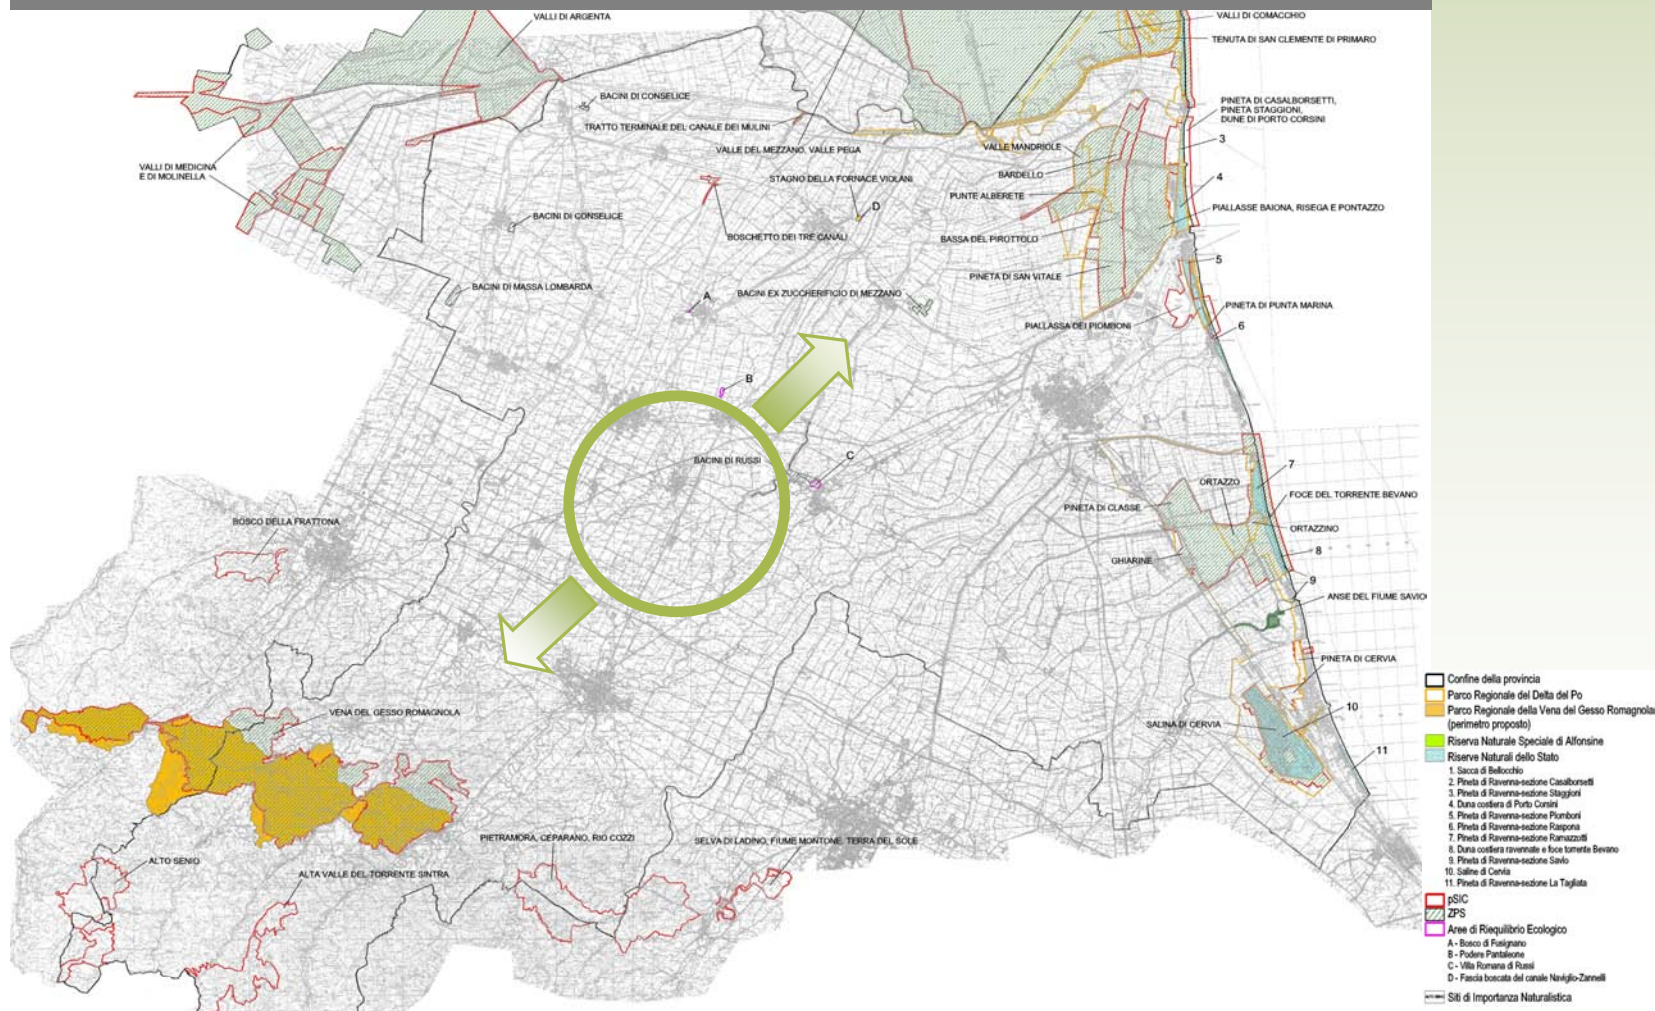 VALLI DI ARGENTA
VALLI DI COMACCHIO
TENUTA DI SAN CLEMENTE DI PRIMARO
BACINI DI CONSELICE
TRATTO TERMINALE DEL CANALE DEI MULINI
PINETA DI CASALBORSETTI,
PINETA STAGGIONI,
DUNE DI PORTO CORSINI
3
VALLE DEL MEZZANO, VALLE PEGA
VALLE MANDRIOLE
VALLI DI MEDICINA
E DI MOLINELLA
BARDELLO
4
STAGNO DELLA FORNACE VIOLANI
PUNTE ALBERETE
D
PIALLASSE BAIONA, RISEGA E PONTAZZO
BACINI DI CONSELICE
BOSCHETTO DEI TRE CANALI
BASSA DEL PIROTTOLO
5
PINETA DI SAN VITALE
BACINI DI MASSA LOMBARDA
A
BACINI EX ZUCCHERIFICIO DI MEZZANO
PINETA DI PUNTA MARINA
PIALLASSA DEI PIOMBONI
6
B
BACINI DI RUSSI
C
7
ORTAZZO
FOCE DEL TORRENTE BEVANO
PINETA DI CLASSE
BOSCO DELLA FRATTONA
ORTAZZINO
8
GHIARINE
9
ANSE DEL FIUME SAVIO
PINETA DI CERVIA
VENA DEL GESSO ROMAGNOLA
10
SALINA DI CERVIA
11
PIETRAMORA, CEPARANO, RIO COZZI
SELVA DI LADINO, FIUME MONTONE, TERRA DEL SOLE
ALTO SENIO
ALTA VALLE DEL TORRENTE SINTRA
Confine della provincia
Parco Regionale del Delta del Po
Parco Regionale della Vena del Gesso Romagnola
(perimetro proposto)
Riserva Naturale Speciale di Alfonsine
Riserve Naturali dello Stato
1. Sacca di Bellocchio
2. Pineta di Ravenna-sezione Casalborsetti
3. Pineta di Ravenna-sezione Staggioni
4. Duna costiera di Porto Corsini
5. Pineta di Ravenna-sezione Piomboni
6. Pineta di Ravenna-sezione Raspona
7. Pineta di Ravenna-sezione Ramazzotti
8. Duna costiera ravennate e foce torrente Bevano
9. Pineta di Ravenna-sezione Savio
10. Saline di Cervia
11. Pineta di Ravenna-sezione La Tagliata
pSIC
ZPS
Aree di Riequilibrio Ecologico
A - Bosco di Fusignano
B - Podere Pantaleone
C - Villa Romana di Russi
D - Fascia boscata del canale Naviglio-Zannelli
Siti di Importanza Naturalistica